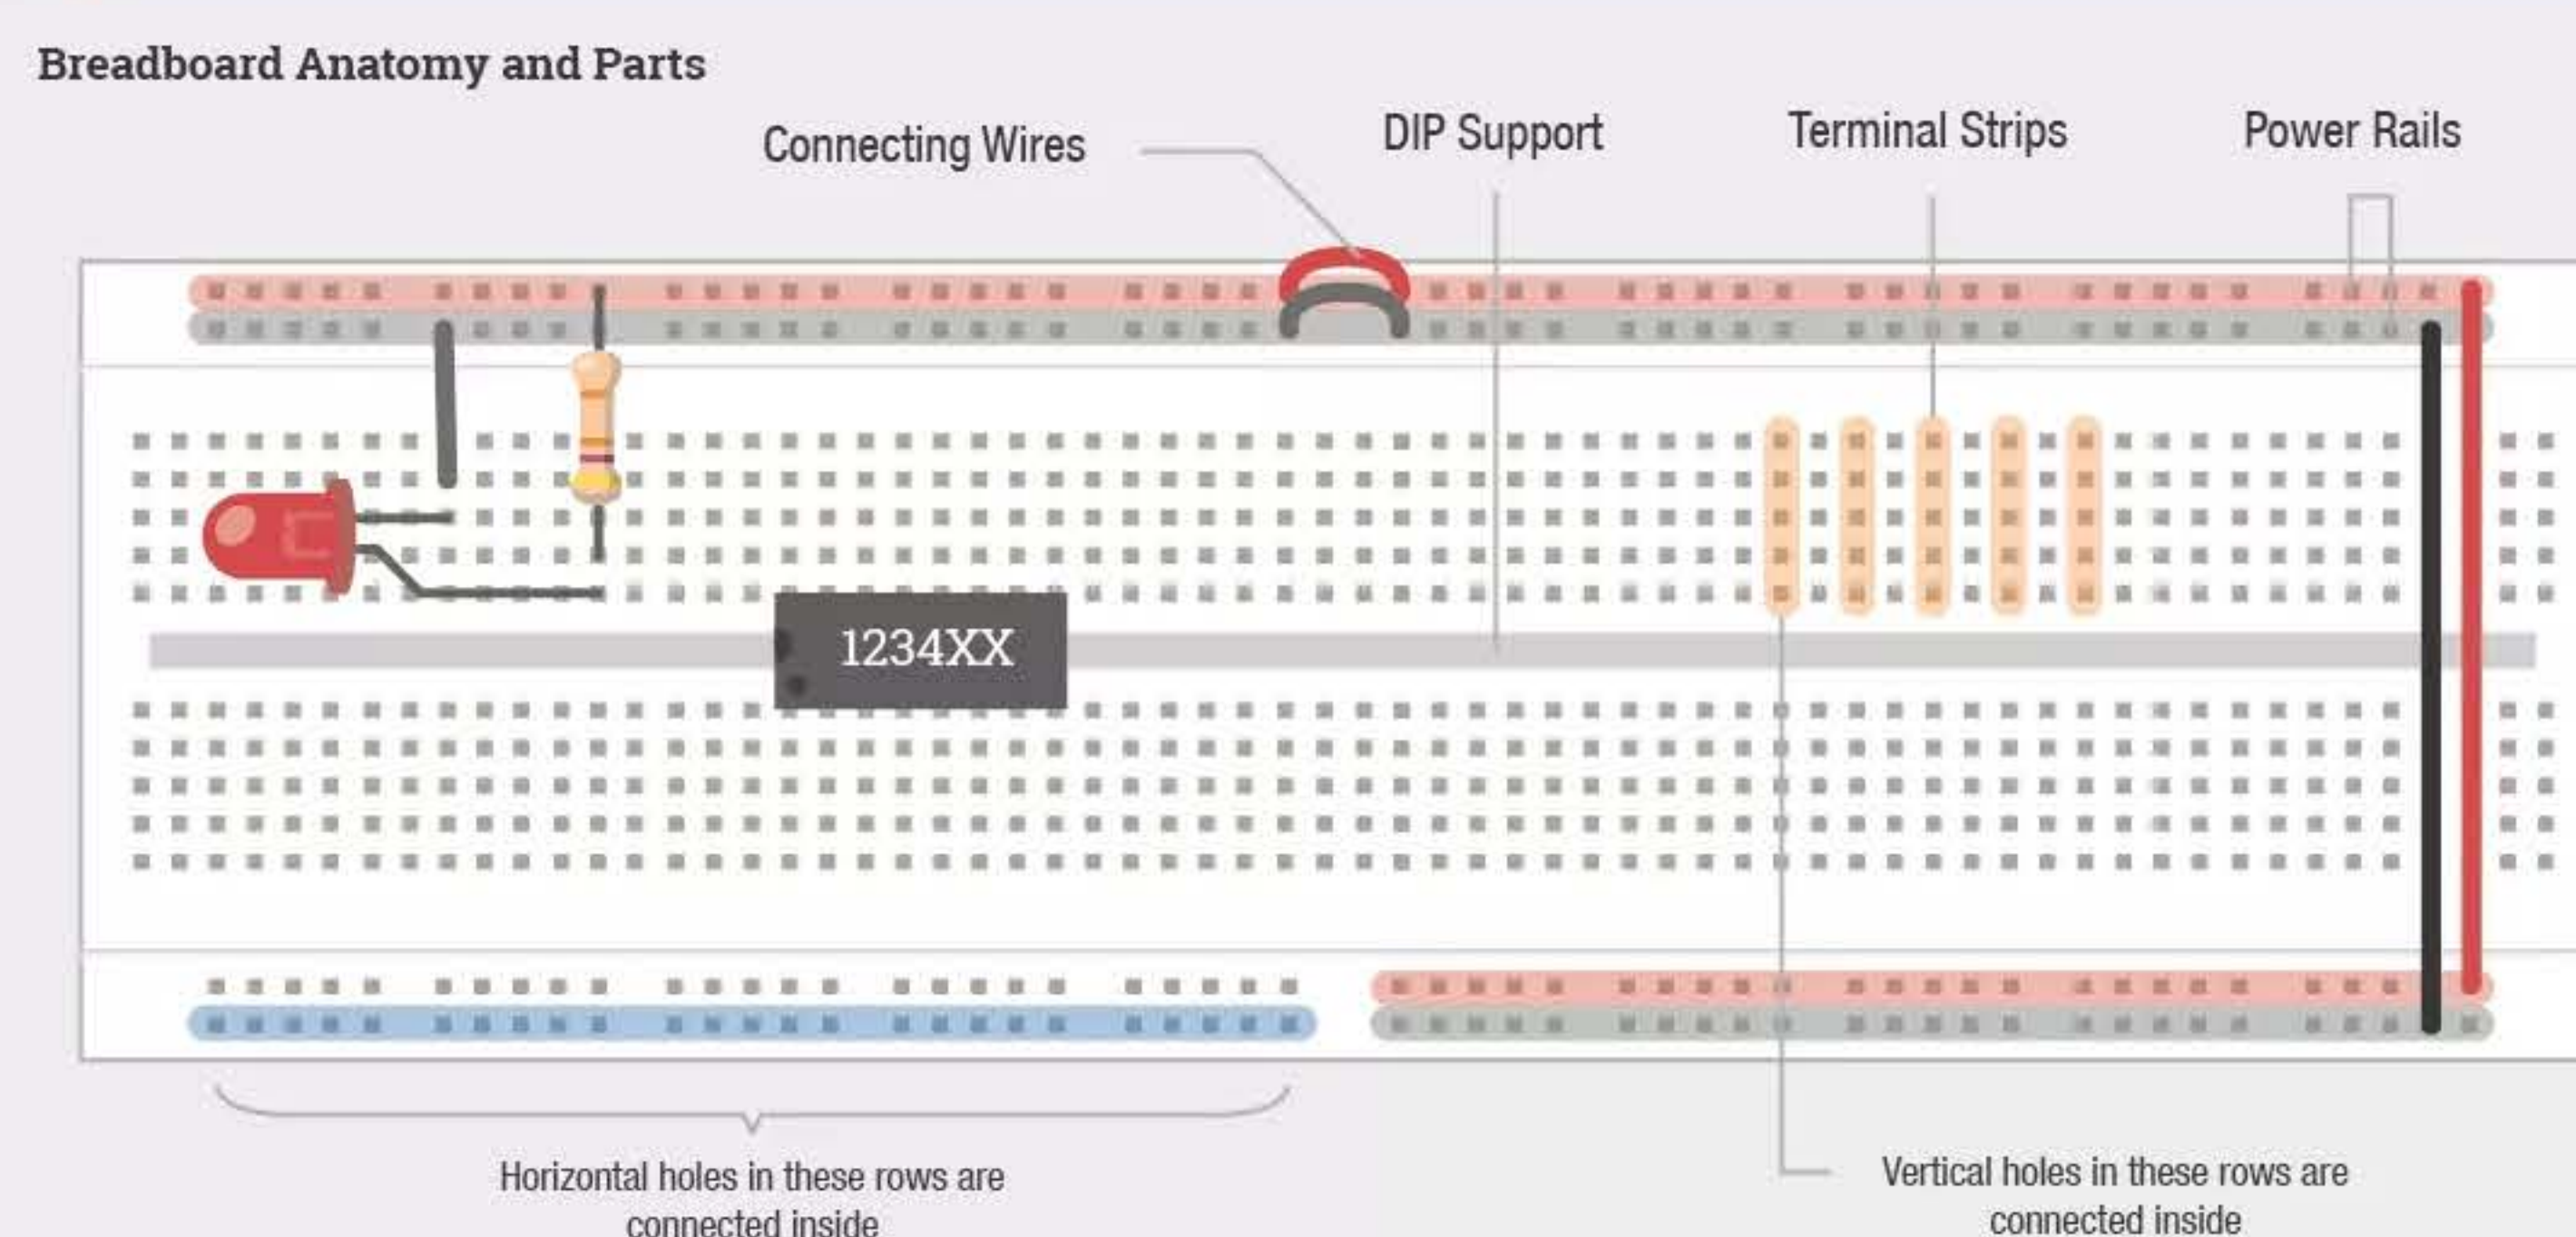 Breadboard Anatomy and Parts
Connecting Wires
DIP Support
Terminal Strips
Power Rails
1234XX
Horizontal holes in these rows are
connected inside
Vertical holes in these rows are
connected inside